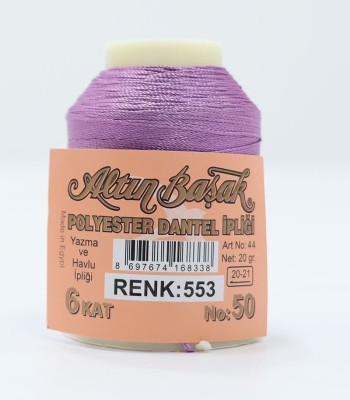 Altın Başak
POLYESTER DANTEL İPLİĞİ
Made in Egypt
Yazma
ve
Havlu
İpliği
8 697674 168338
Art No: 44
Net: 20 gr.
20-21
RENK:553
6 KAT
No: 50